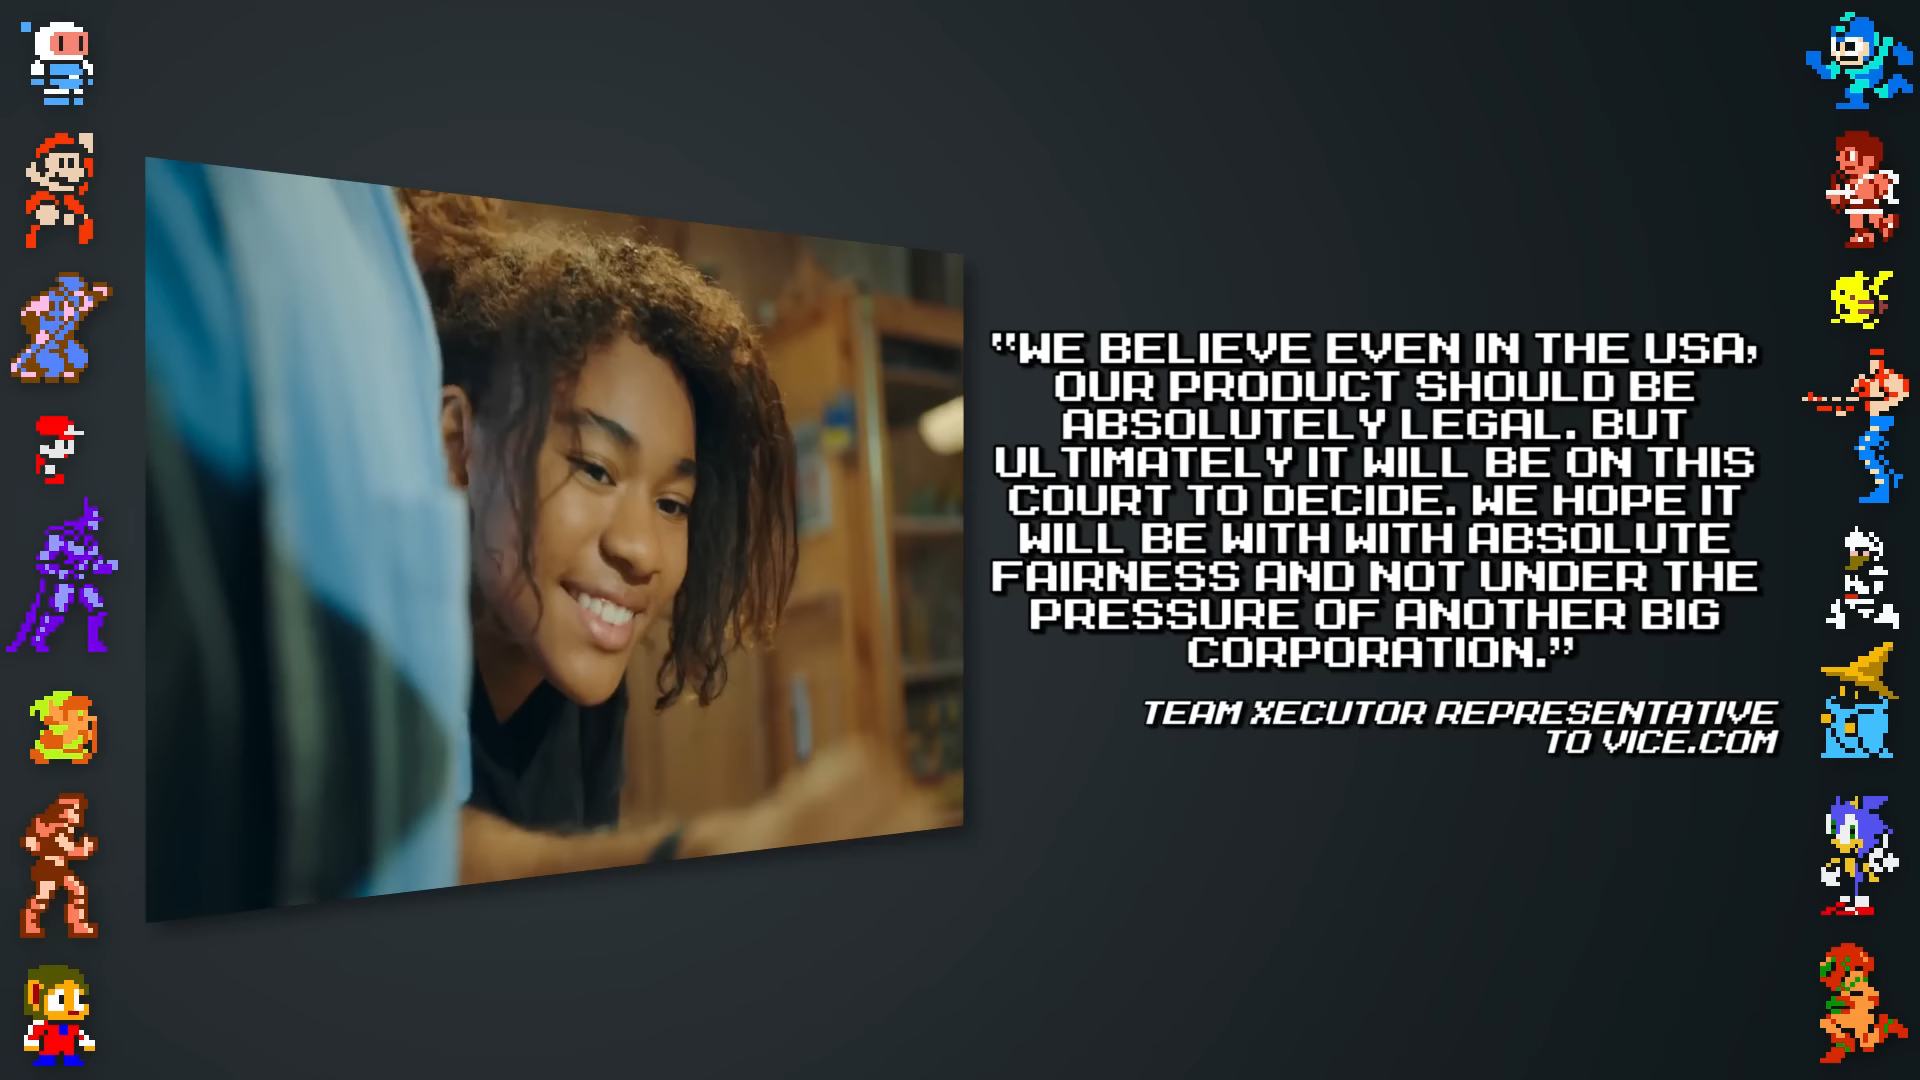 "WE BELIEVE EVEN IN THE USA,
OUR PRODUCT SHOULD BE
ABSOLUTELY LEGAL. BUT
ULTIMATELY IT WILL BE ON THIS
COURT TO DECIDE. WE HOPE IT
WILL BE WITH WITH ABSOLUTE
FAIRNESS AND NOT UNDER THE
PRESSURE OF ANOTHER BIG
CORPORATION."
TEAM XECUTOR REPRESENTATIVE
TO VICE.COM